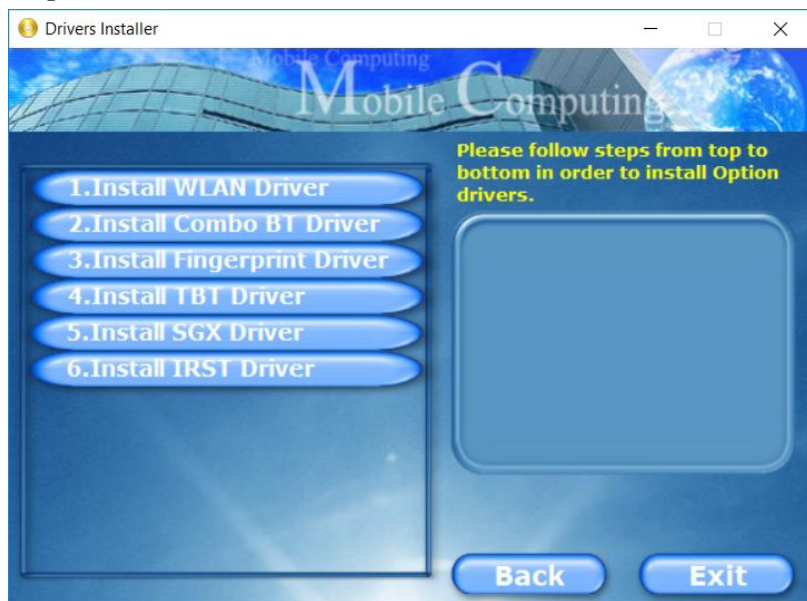 Drivers Installer
Mobile Computing
Mobile Computing
Please follow steps from top to
bottom in order to install Option
drivers.
1.Install WLAN Driver
2.Install Combo BT Driver
3.Install Fingerprint Driver
4.Install TBT Driver
5.Install SGX Driver
6.Install IRST Driver
Back
Exit